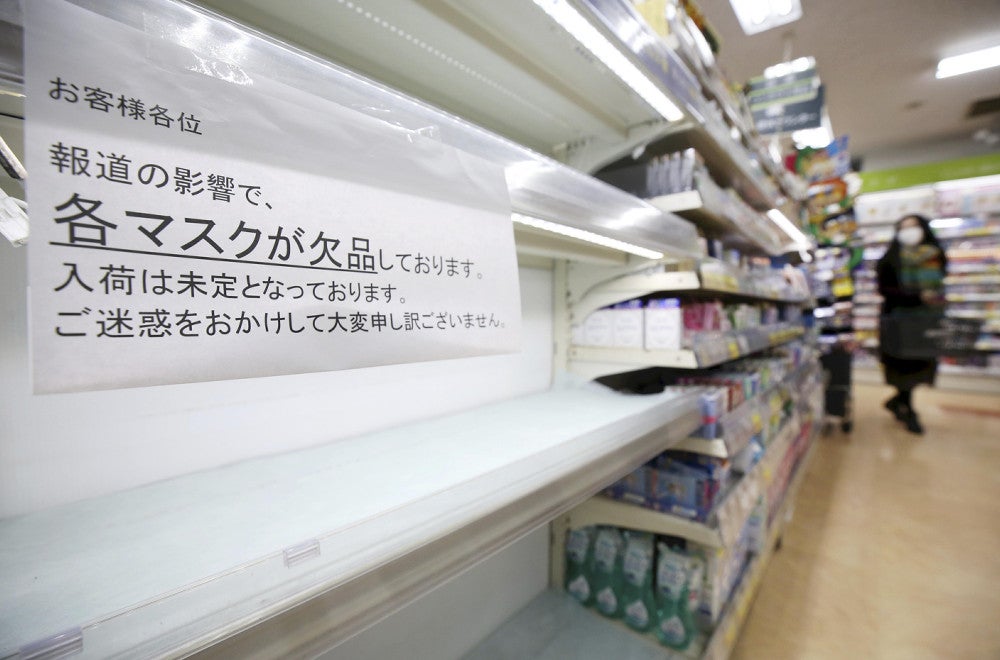 お客様各位
報道の影響で、
各マスクが欠品しております。
入荷は未定となっております。
ご迷惑をおかけして大変申し訳ございません。